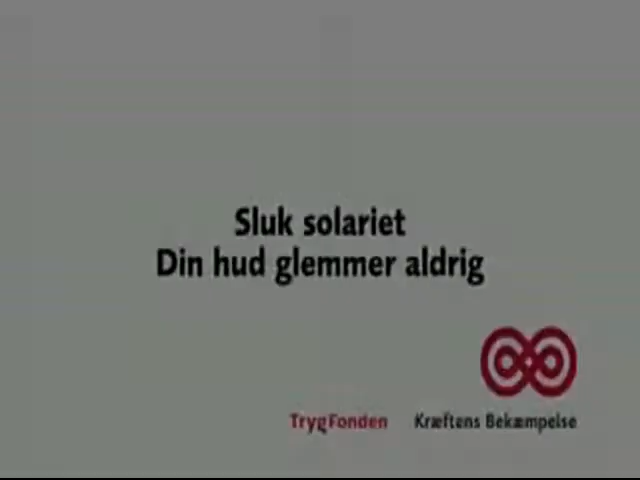 Sluk solariet
Din hud glemmer aldrig
TrygFonden Kræftens Bekæmpelse